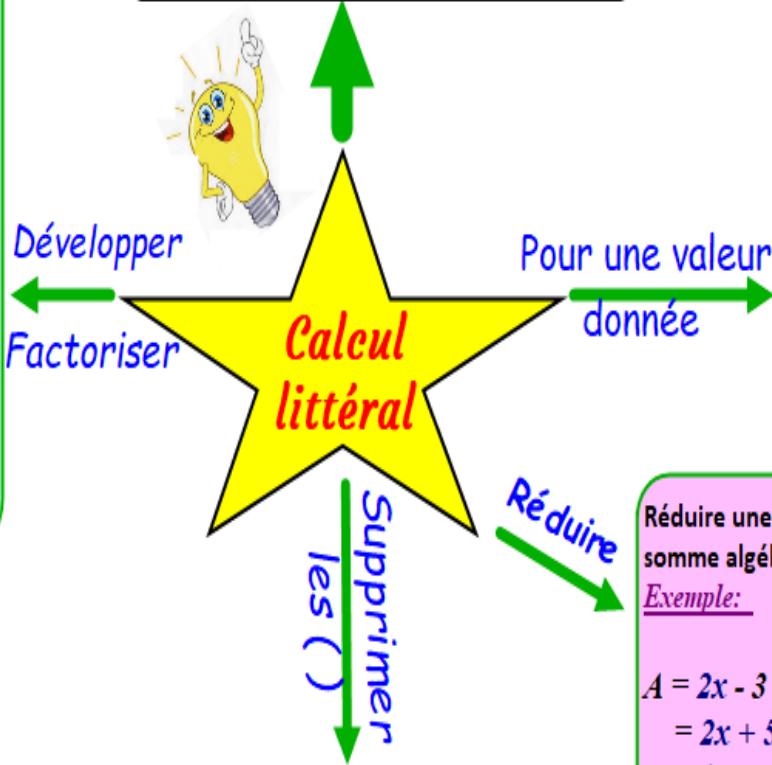 Développer
Factoriser
Pour une valeur
donnée
Calcul
littéral
Réduire
Supprimer
les ( )
Réduire une
somme
Exemple:
A = 2x - 3
= 2x + 5